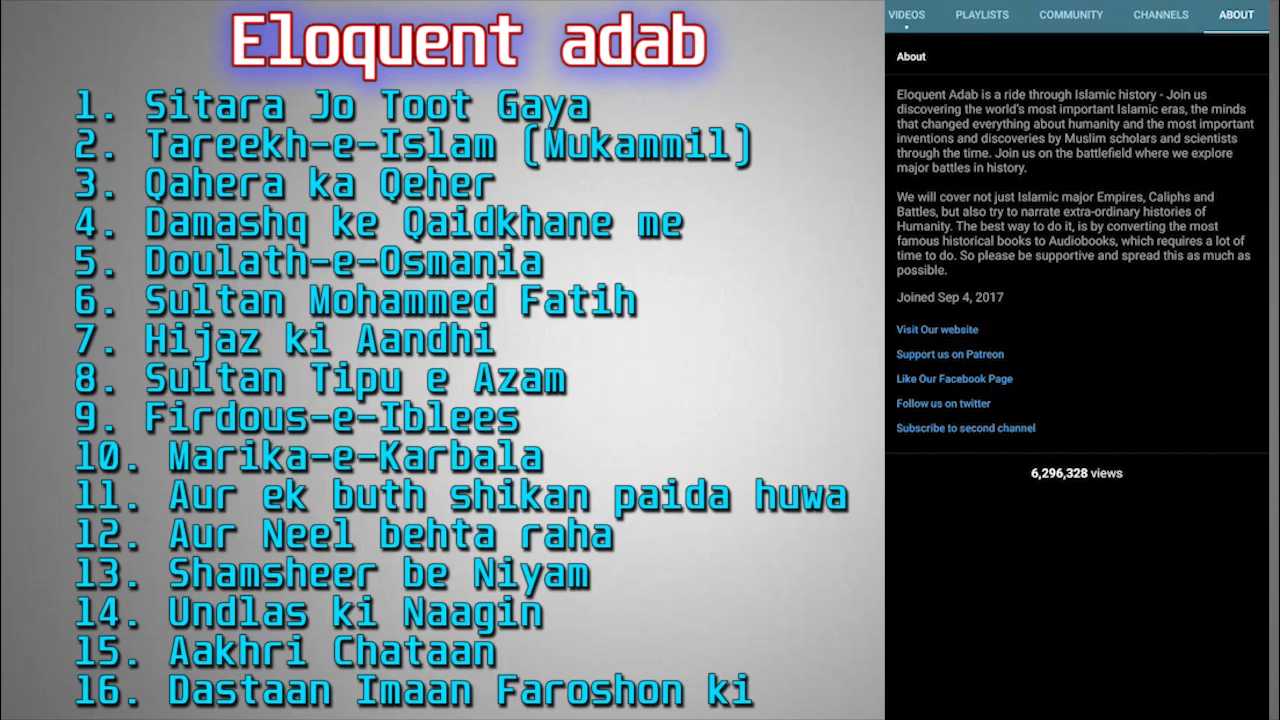 Eloquent adab
1. Sitara Jo Toot Gaya
2. Tareekh-e-Islam (Mukammil)
3. Qahera ka Qeher
4. Damashq ke Qaidkhane me
5. Doulath-e-Osmania
6. Sultan Mohammed Fatih
7. Hijaz ki Aandhi
8. Sultan Tipu e Azam
9. Firdous-e-Iblees
10. Marika-e-Karbala
11. Aur ek buth shikan paida huwa
12. Aur Neel behta raha
13. Shamsheer be Niyam
14. Undlas ki Naagin
15. Aakhri Chataan
16. Dastaan Imaan Faroshon ki
VIDEOS PLAYLISTS COMMUNITY CHANNELS ABOUT
About
Eloquent Adab is a ride through Islamic history - Join us
discovering the world's most important Islamic eras, the minds
that changed everything about humanity and the most important
inventions and discoveries by Muslim scholars and scientists
through the time. Join us on the battlefield where we explore
major battles in history.
We will cover not just Islamic major Empires, Caliphs and
Battles, but also try to narrate extra-ordinary histories of
Humanity. The best way to do it, is by converting the most
famous historical books to Audiobooks, which requires a lot of
time to do. So please be supportive and spread this as much as
possible.
Joined Sep 4, 2017
Visit Our website
Support us on Patreon
Like Our Facebook Page
Follow us on twitter
Subscribe to second channel
6,296,328 views